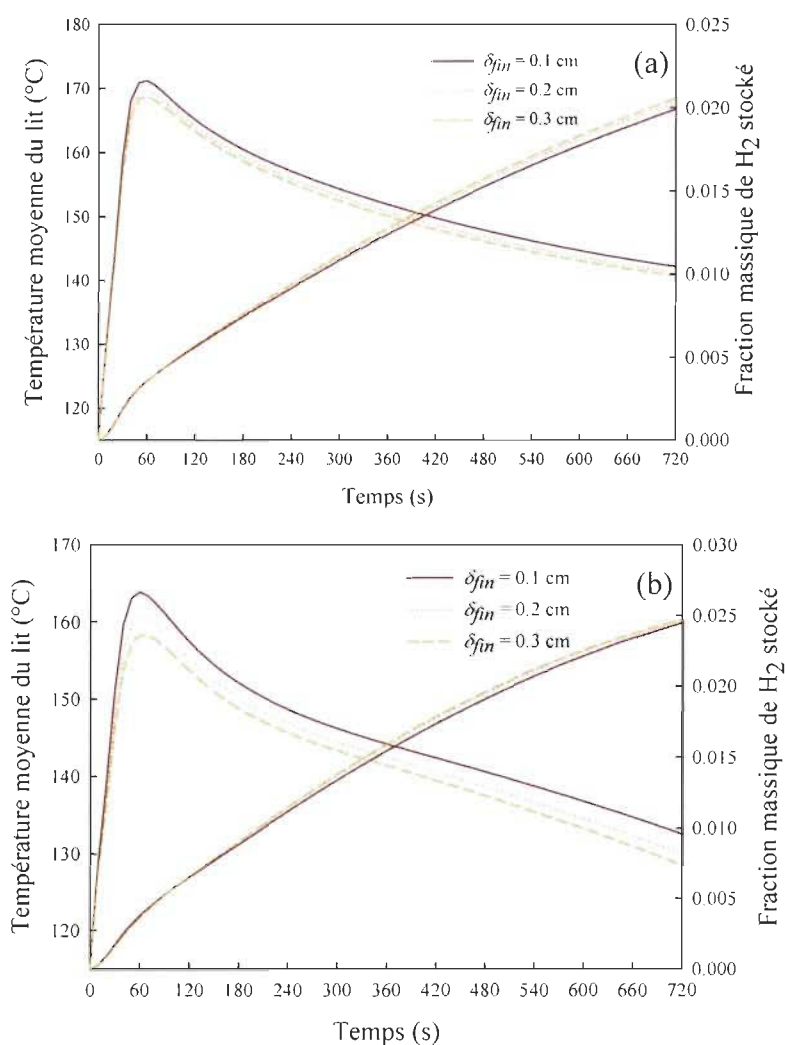 180
170
160
150
140
130
120
Température moyenne du lit (°C)
δfin = 0.1 cm
δfin = 0.2 cm
δfin = 0.3 cm
(a)
0.025
0.020
0.015
0.010
0.005
0.000
Fraction massique de H2 stocké
0 60 120 180 240 300 360 420 480 540 600 660 720
Temps (s)
170
160
150
140
130
120
Température moyenne du lit (°C)
δfin = 0.1 cm
δfin = 0.2 cm
δfin = 0.3 cm
(b)
0.030
0.025
0.020
0.015
0.010
0.005
0.000
Fraction massique de H2 stocké
0 60 120 180 240 300 360 420 480 540 600 660 720
Temps (s)